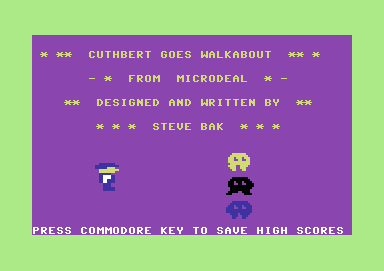 * ** CUTHBERT GOES WALKABOUT ** *
- * FROM MICRODEAL * -
** DESIGNED AND WRITTEN BY **
* * * STEVE BAK * * *
PRESS COMMODORE KEY TO SAVE HIGH SCORES